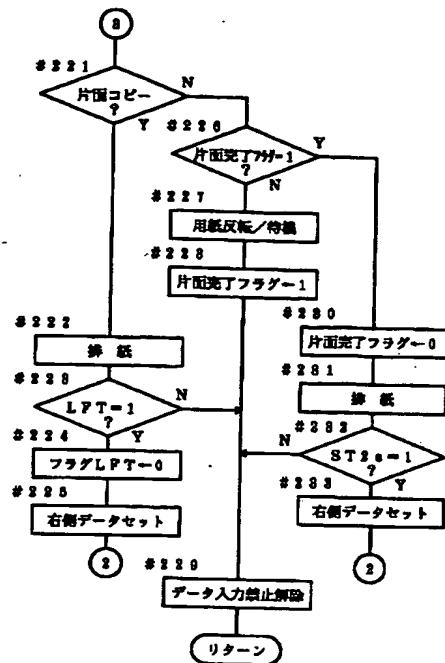 3
#221
片面コピー
?
N
Y
#226
片面完了フラグ=1
?
Y
N
#227
用紙反転/待機
#228
片面完了フラグ←1
#222
排紙
#223
LFT=1
?
N
Y
#224
フラグLFT←0
#225
右側データセット
2
#230
片面完了フラグ←0
#231
排紙
#232
ST2s=1
?
N
Y
#233
右側データセット
2
#229
データ入力禁止解除
リターン